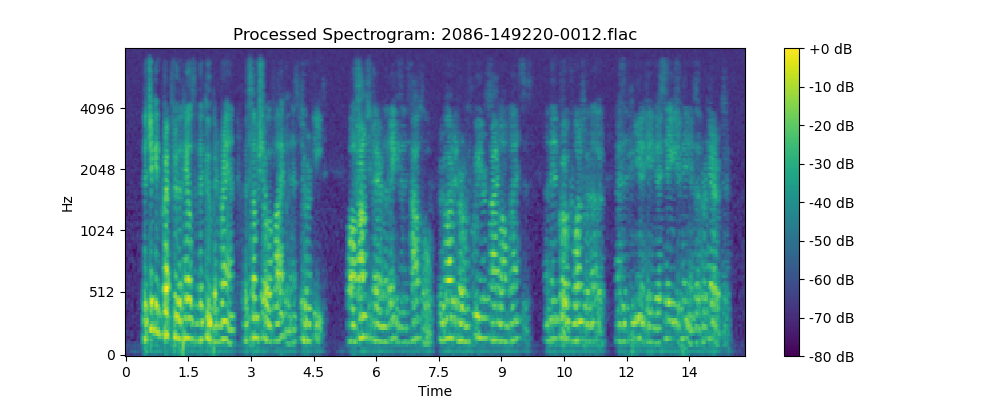 Processed Spectrogram: 2086-149220-0012.flac
Hz
4096
2048
1024
512
0
0 1.5 3 4.5 6 7.5 9 10 12 14
Time
+0 dB
-10 dB
-20 dB
-30 dB
-40 dB
-50 dB
-60 dB
-70 dB
-80 dB